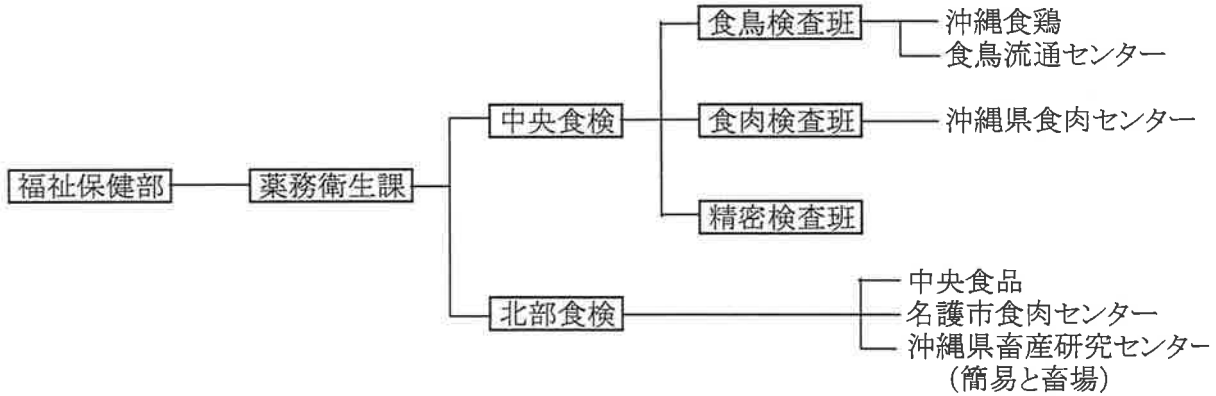 食鳥検査班
沖縄食鶏
食鳥流通センター
中央食検
食肉検査班
沖縄県食肉センター
福祉保健部
薬務衛生課
精密検査班
北部食検
中央食品
名護市食肉センター
沖縄県畜産研究センター
(簡易と畜場)